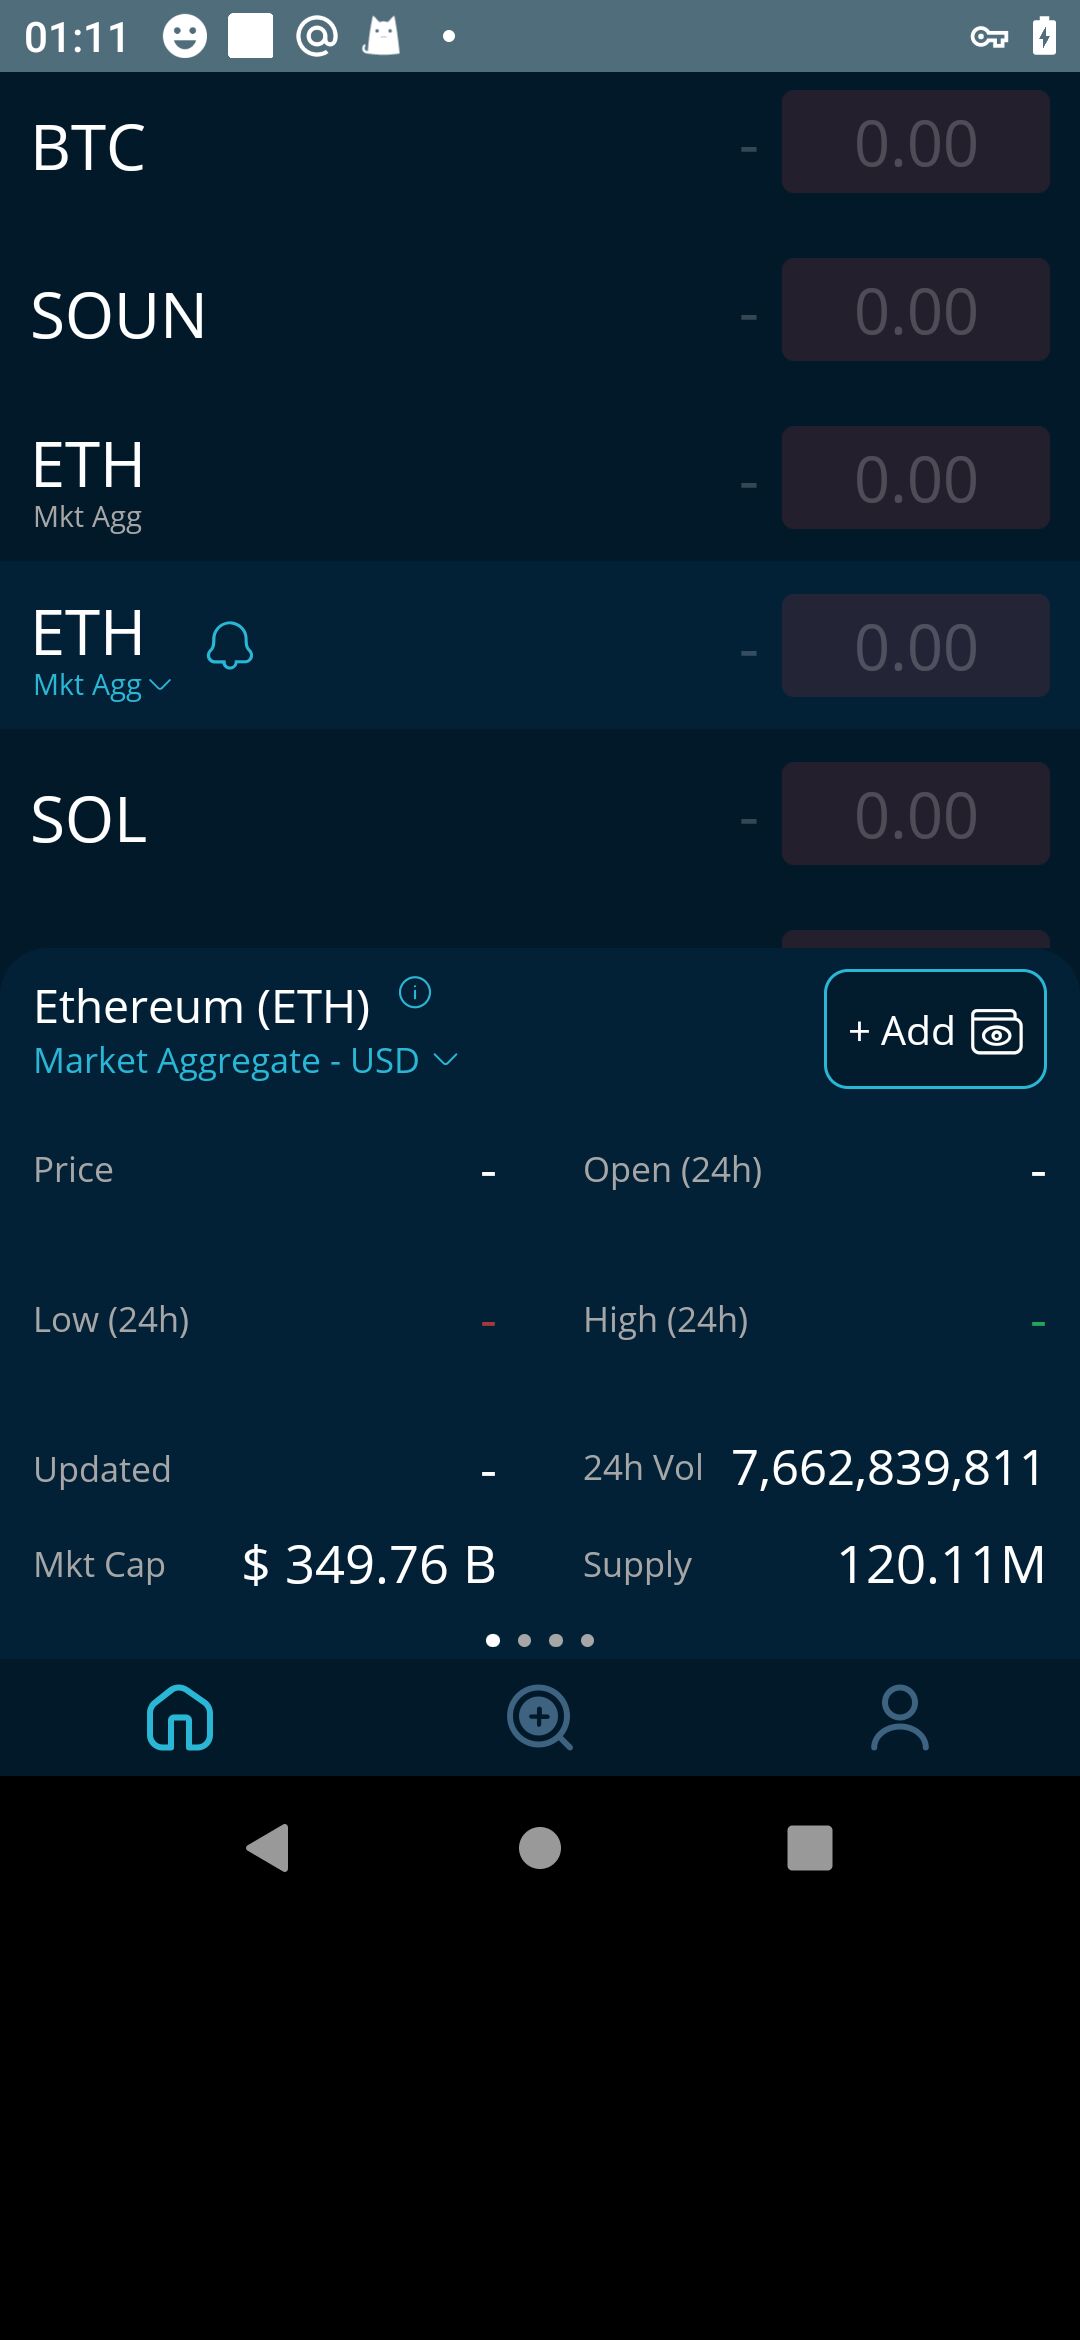 01:11
BTC - 0.00
SOUN - 0.00
ETH - 0.00
Mkt Agg
ETH - 0.00
Mkt Agg
SOL - 0.00
Ethereum (ETH)
+ Add
Market Aggregate - USD
Price - Open (24h) -
Low (24h) - High (24h) -
Updated - 24h Vol 7,662,839,811
Mkt Cap $ 349.76 B Supply 120.11M